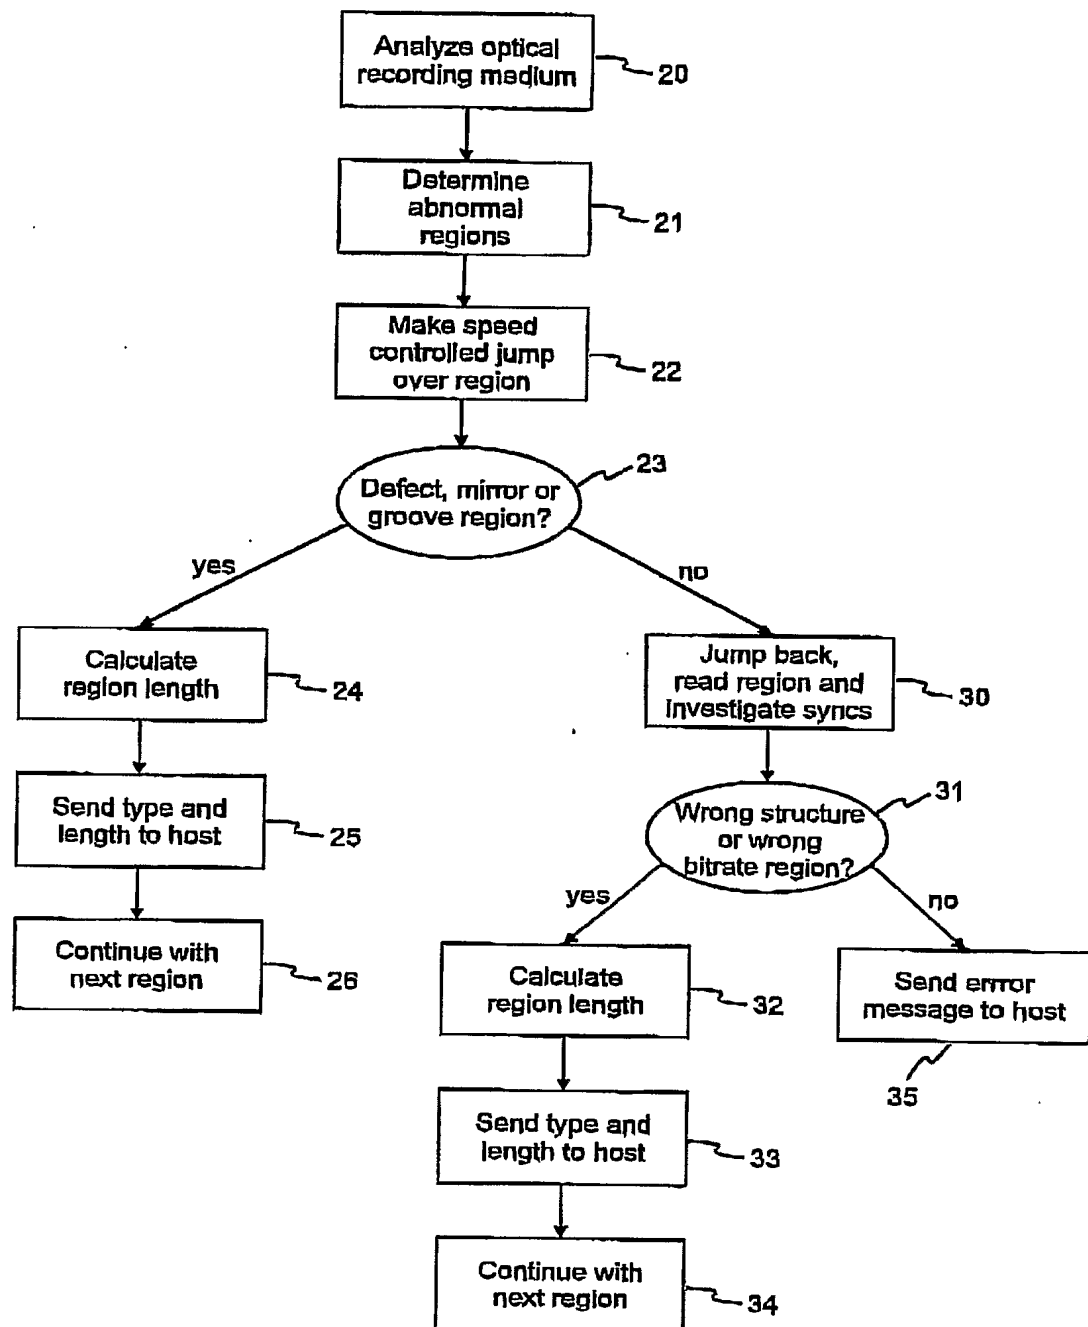 Analyze optical
recording medium
20
Determine
abnormal
regions
21
Make speed
controlled jump
over region
22
Defect, mirror or
groove region?
23
yes
no
Calculate
region length
24
Jump back,
read region and
investigate syncs
30
Send type and
length to host
25
Wrong structure
or wrong
bitrate region?
31
yes
no
Continue with
next region
26
Calculate
region length
32
Send error
message to host
35
Send type and
length to host
33
Continue with
next region
34